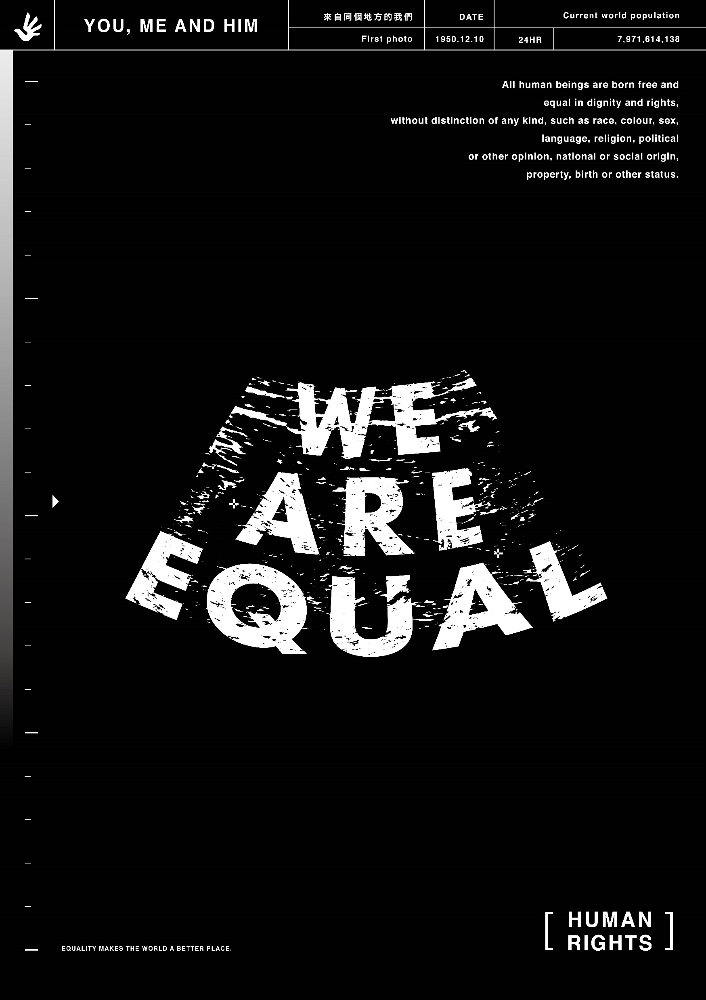 YOU, ME AND HIM
來自同個地方的我們
First photo
DATE
1950.12.10
24HR
Current world population
7,971,614,138
All human beings are born free and
equal in dignity and rights,
without distinction of any kind, such as race, colour, sex,
language, religion, political
or other opinion, national or social origin,
property, birth or other status.
WE
ARE
EQUAL
EQUALITY MAKES THE WORLD A BETTER PLACE.
[ HUMAN
RIGHTS ]